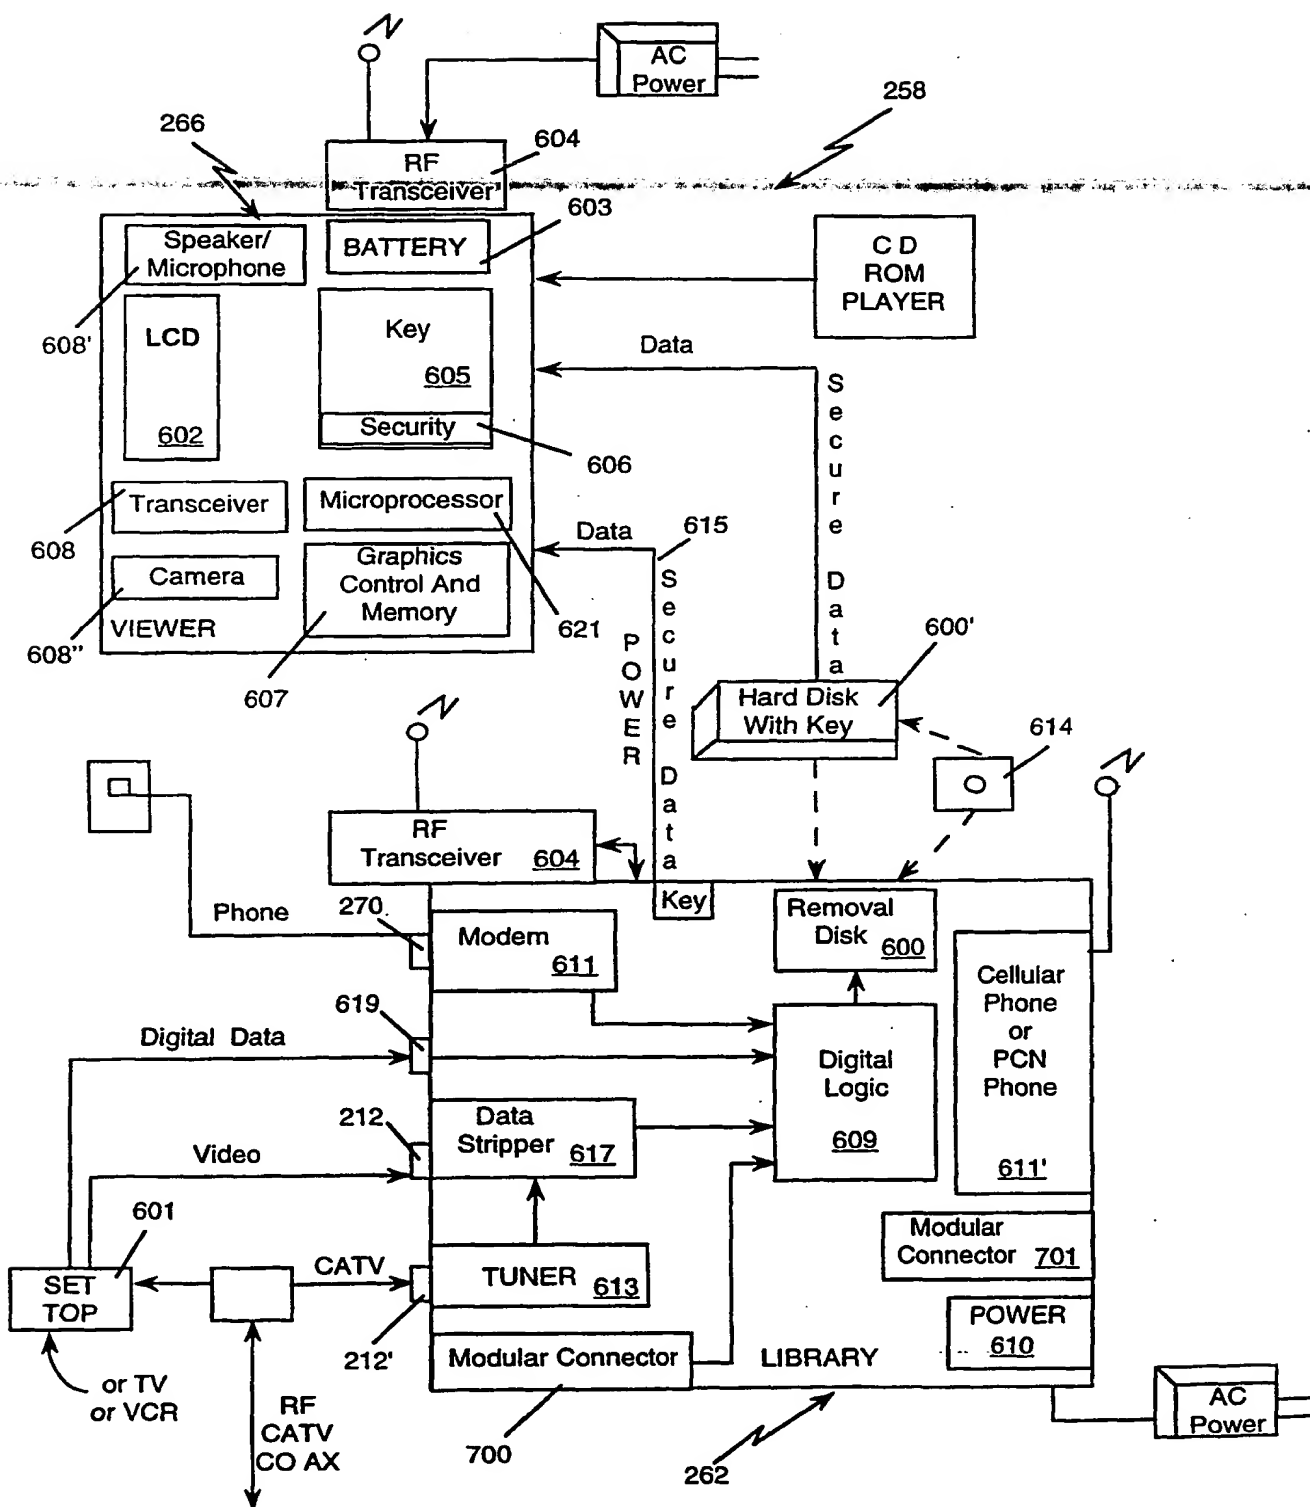 AC
Power
258
266
604
RF
Transceiver
603
Speaker/
Microphone
BATTERY
CD
ROM
PLAYER
608'
LCD
602
Key
605
Security
606
Data
Secure Data
Transceiver
Microprocessor
608
Data
615
Camera
Graphics
Control And
Memory
621
VIEWER
608"
607
POWER
Secure Data
600'
Hard Disk
With Key
614
RF
Transceiver
604
Key
Phone
270
Modem
611
Removal
Disk
600
Cellular
Phone
or
PCN
Phone
611'
619
Digital Data
Digital
Logic
609
212
Data
Stripper
617
Video
601
SET
TOP
CATV
TUNER
613
Modular
Connector
701
POWER
610
212'
Modular Connector
LIBRARY
or TV
or VCR
RF
CATV
CO AX
700
262
AC
Power